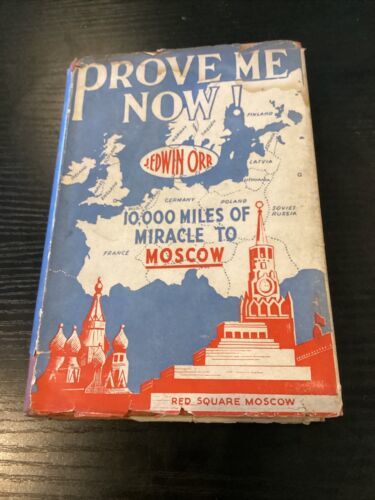 PROVE ME
NOW!
J. EDWIN ORR
FINLAND
LATVIA
LITHUANIA
GERMANY
POLAND
SOVIET
RUSSIA
10,000 MILES OF
MIRACLE TO
FRANCE
MOSCOW
RED SQUARE MOSCOW